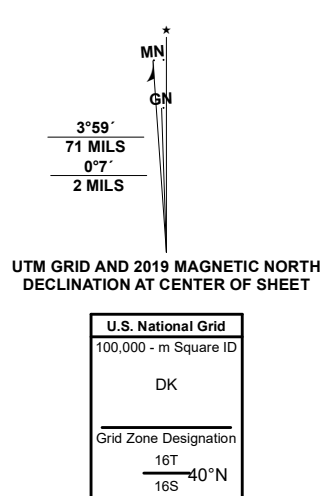 MN
GN
3°59´
71 MILS
0°7´
2 MILS
UTM GRID AND 2019 MAGNETIC NORTH
DECLINATION AT CENTER OF SHEET
U.S. National Grid
100,000 - m Square ID
DK
Grid Zone Designation
16T
40°N
16S